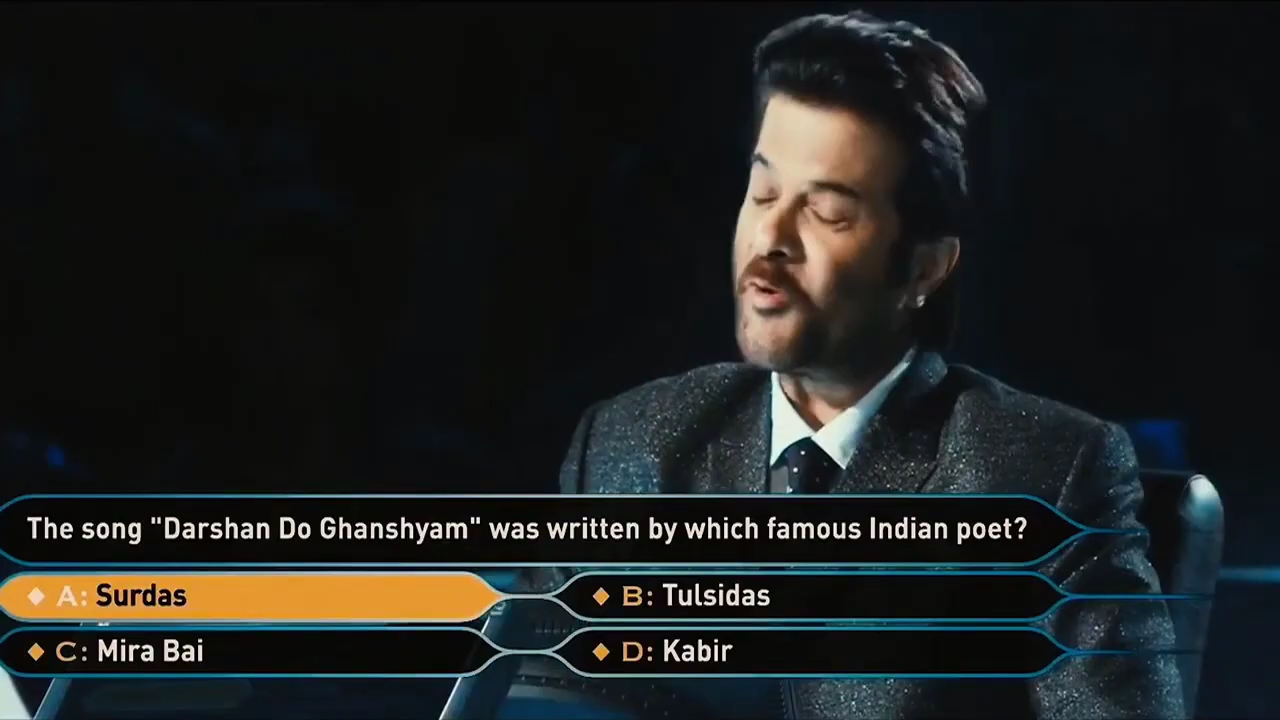 The song "Darshan Do Ghanshyam" was written by which famous Indian poet?
A: Surdas
B: Tulsidas
C: Mira Bai
D: Kabir